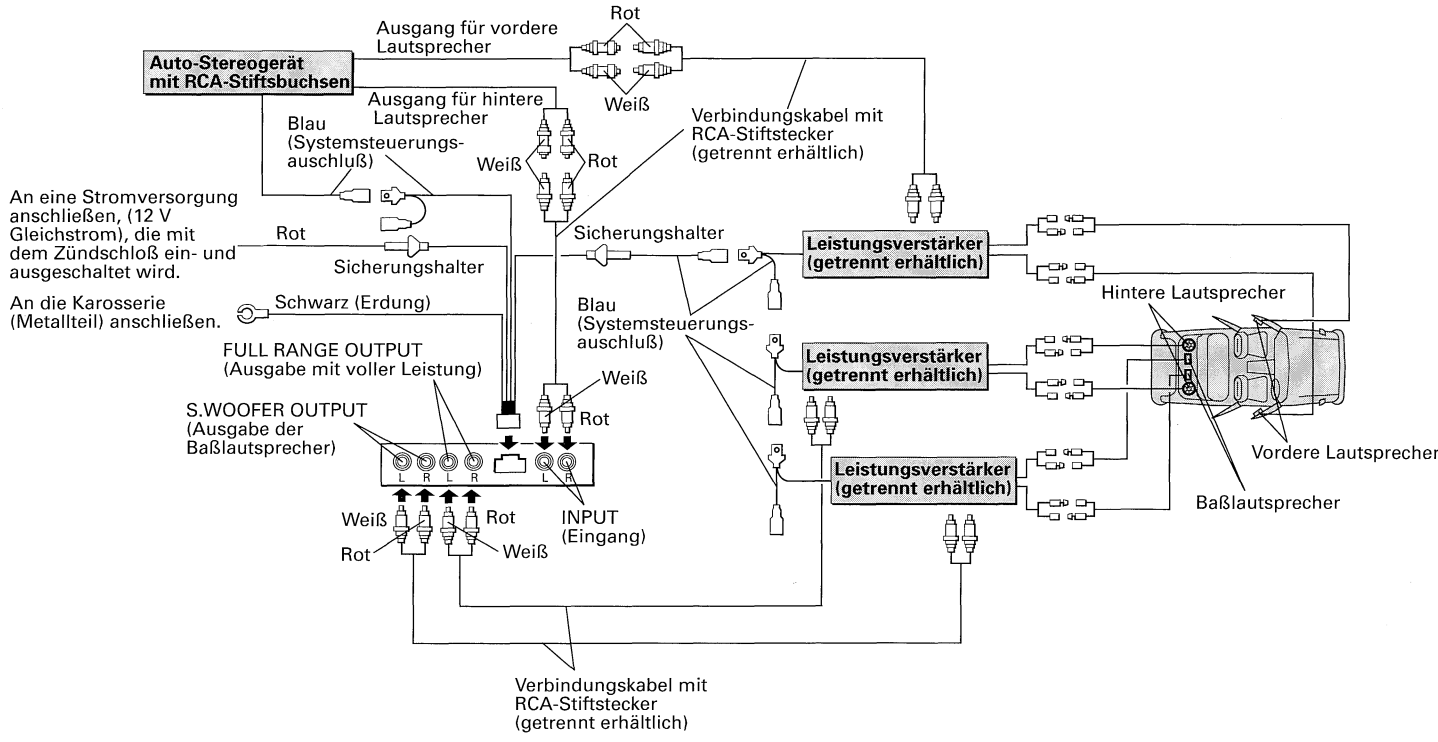 Rot
Ausgang für vordere
Lautsprecher
Auto-Stereogerät
mit RCA-Stiftsbuchsen
Weiß
Ausgang für hintere
Lautsprecher
Verbindungskabel mit
RCA-Stiftstecker
(getrennt erhältlich)
Blau
(Systemsteuerungs-
auschluß)
Weiß
Rot
An eine Stromversorgung
anschließen, (12 V
Gleichstrom), die mit
dem Zündschloß ein- und
ausgeschaltet wird.
Rot
Sicherungshalter
Sicherungshalter
Leistungsverstärker
(getrennt erhältlich)
An die Karosserie
(Metallteil) anschließen.
Schwarz (Erdung)
Blau
(Systemsteuerungs-
auschluß)
Hintere Lautsprecher
FULL RANGE OUTPUT
(Ausgabe mit voller Leistung)
Leistungsverstärker
(getrennt erhältlich)
Weiß
Rot
S.WOOFER OUTPUT
(Ausgabe der
Baßlautsprecher)
Vordere Lautsprecher
Leistungsverstärker
(getrennt erhältlich)
L R L R L R
Baßlautsprecher
Weiß
Rot
Rot
Weiß
INPUT
(Eingang)
Verbindungskabel mit
RCA-Stiftstecker
(getrennt erhältlich)